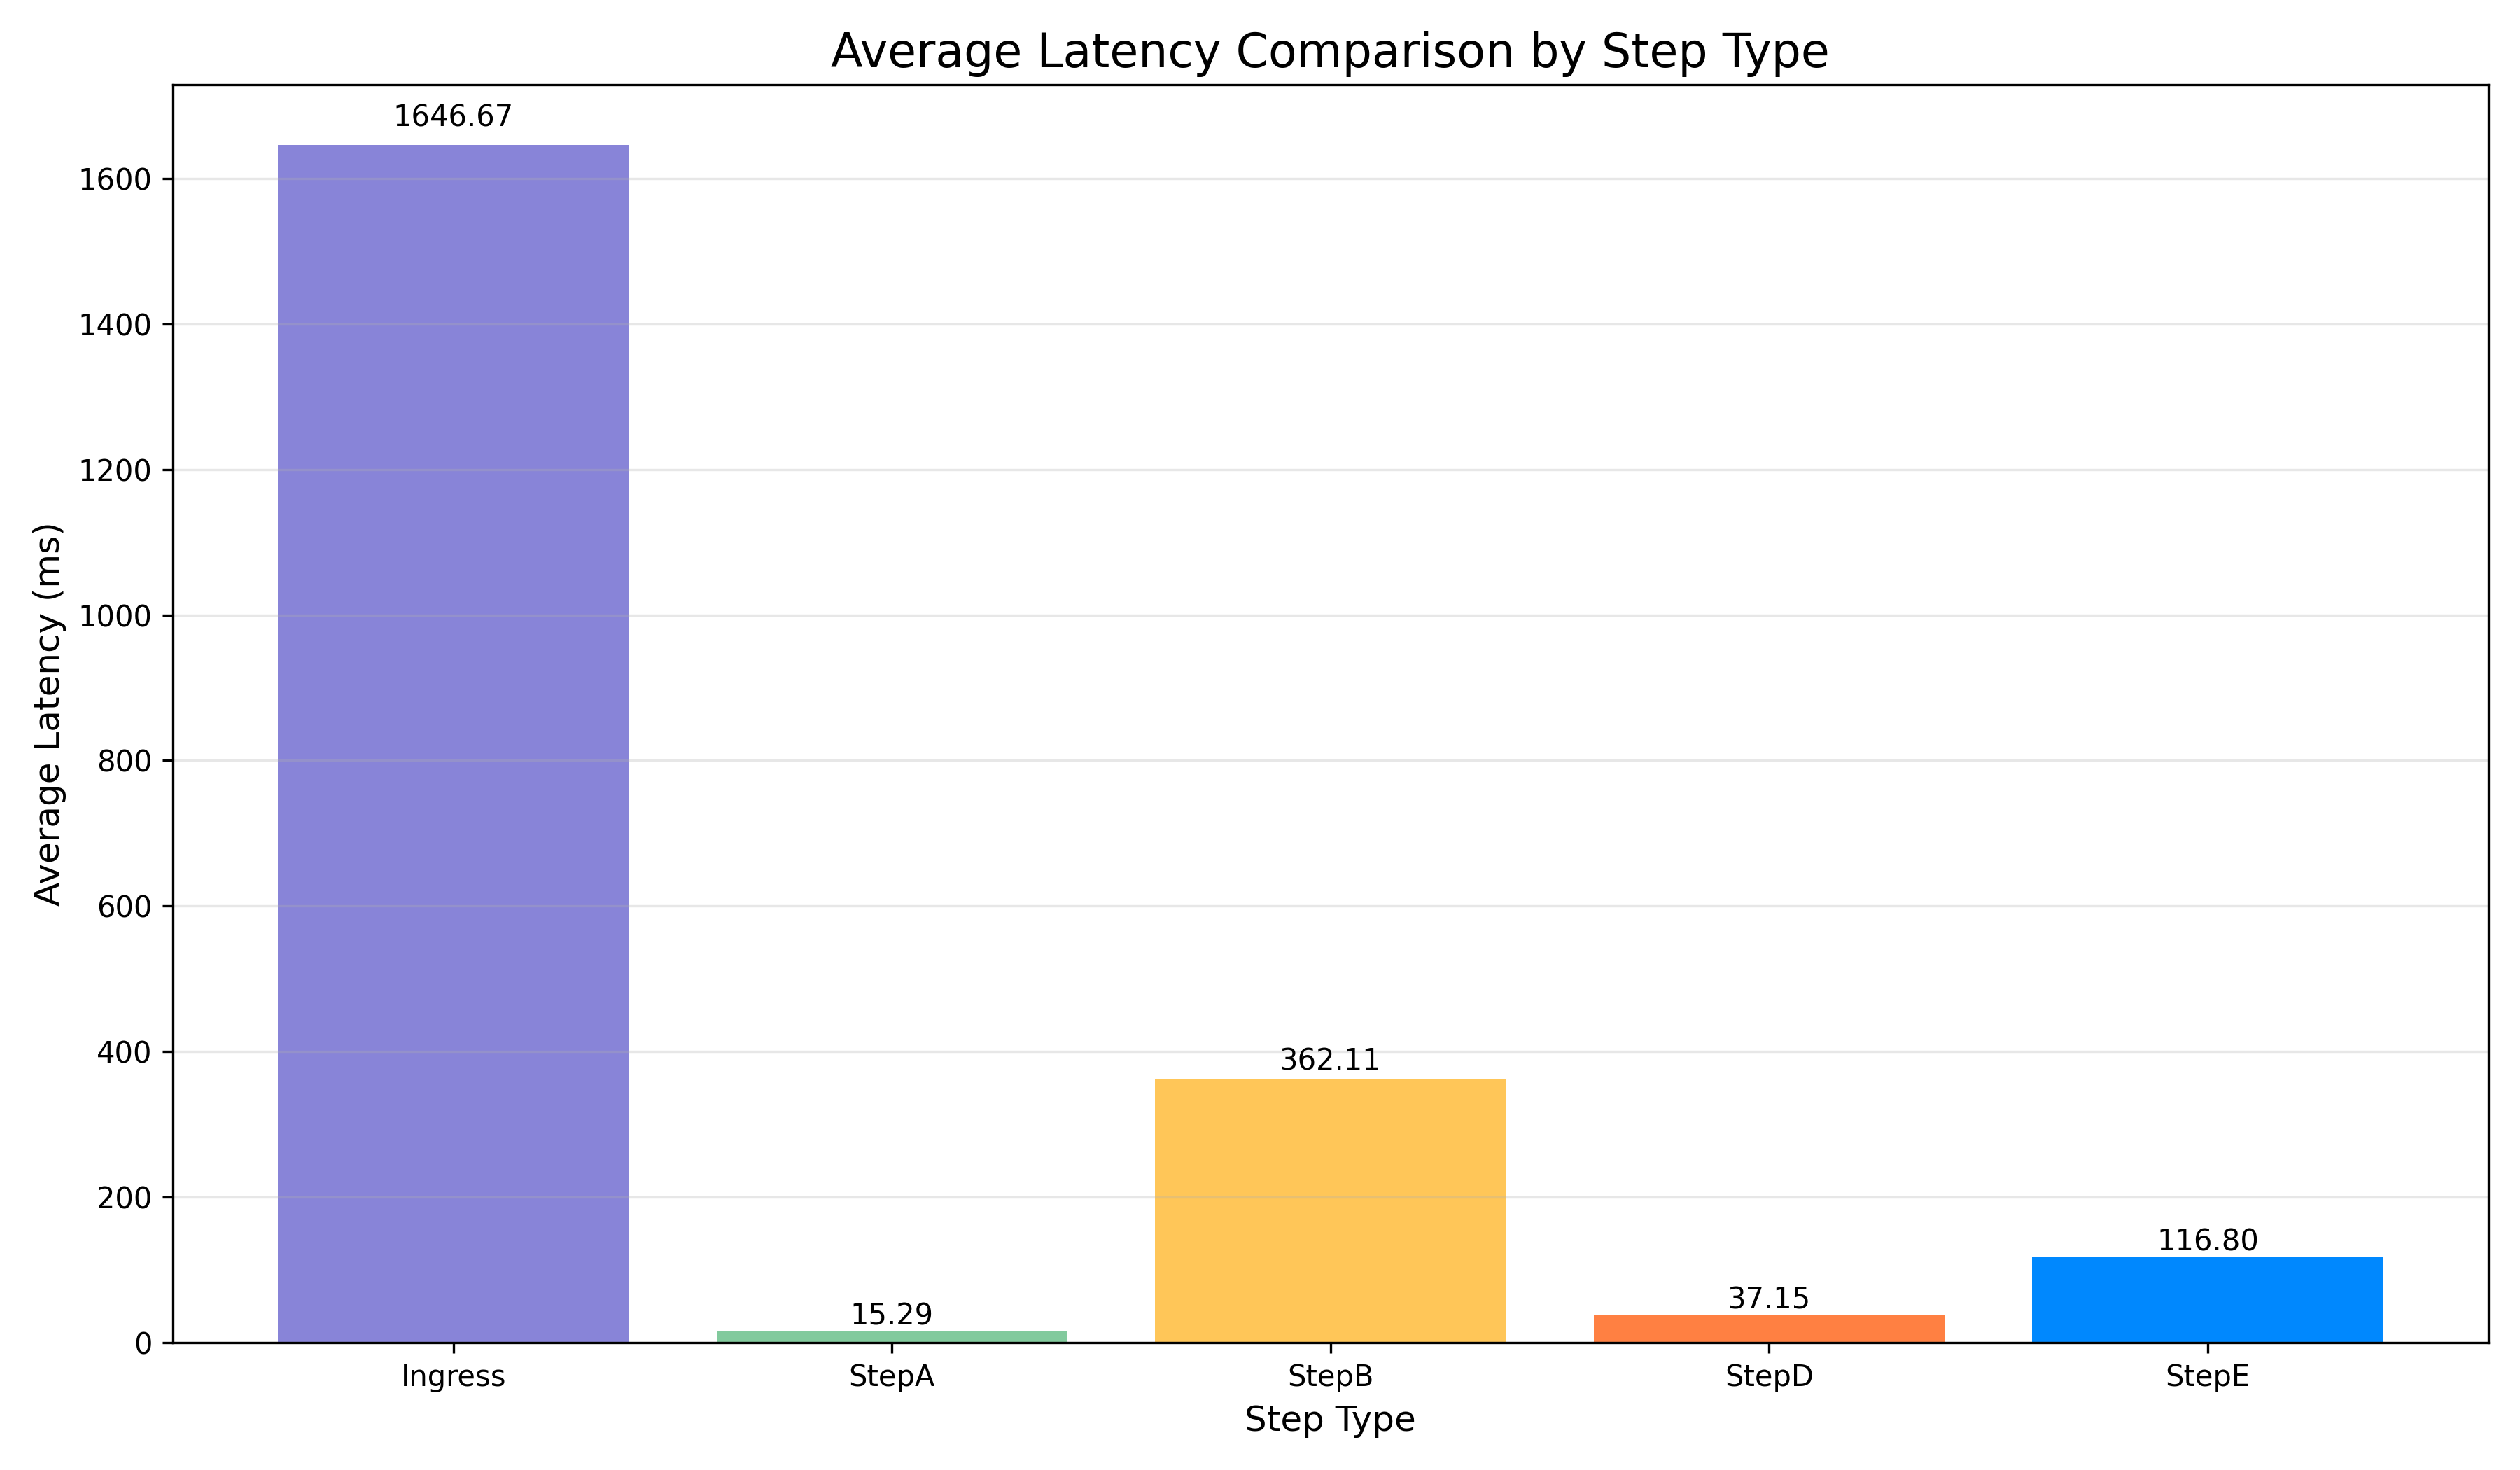 Average Latency Comparison by Step Type
Average Latency (ms)
1600
1400
1200
1000
800
600
400
200
0
1646.67
15.29
362.11
37.15
116.80
Ingress
StepA
StepB
StepD
StepE
Step Type